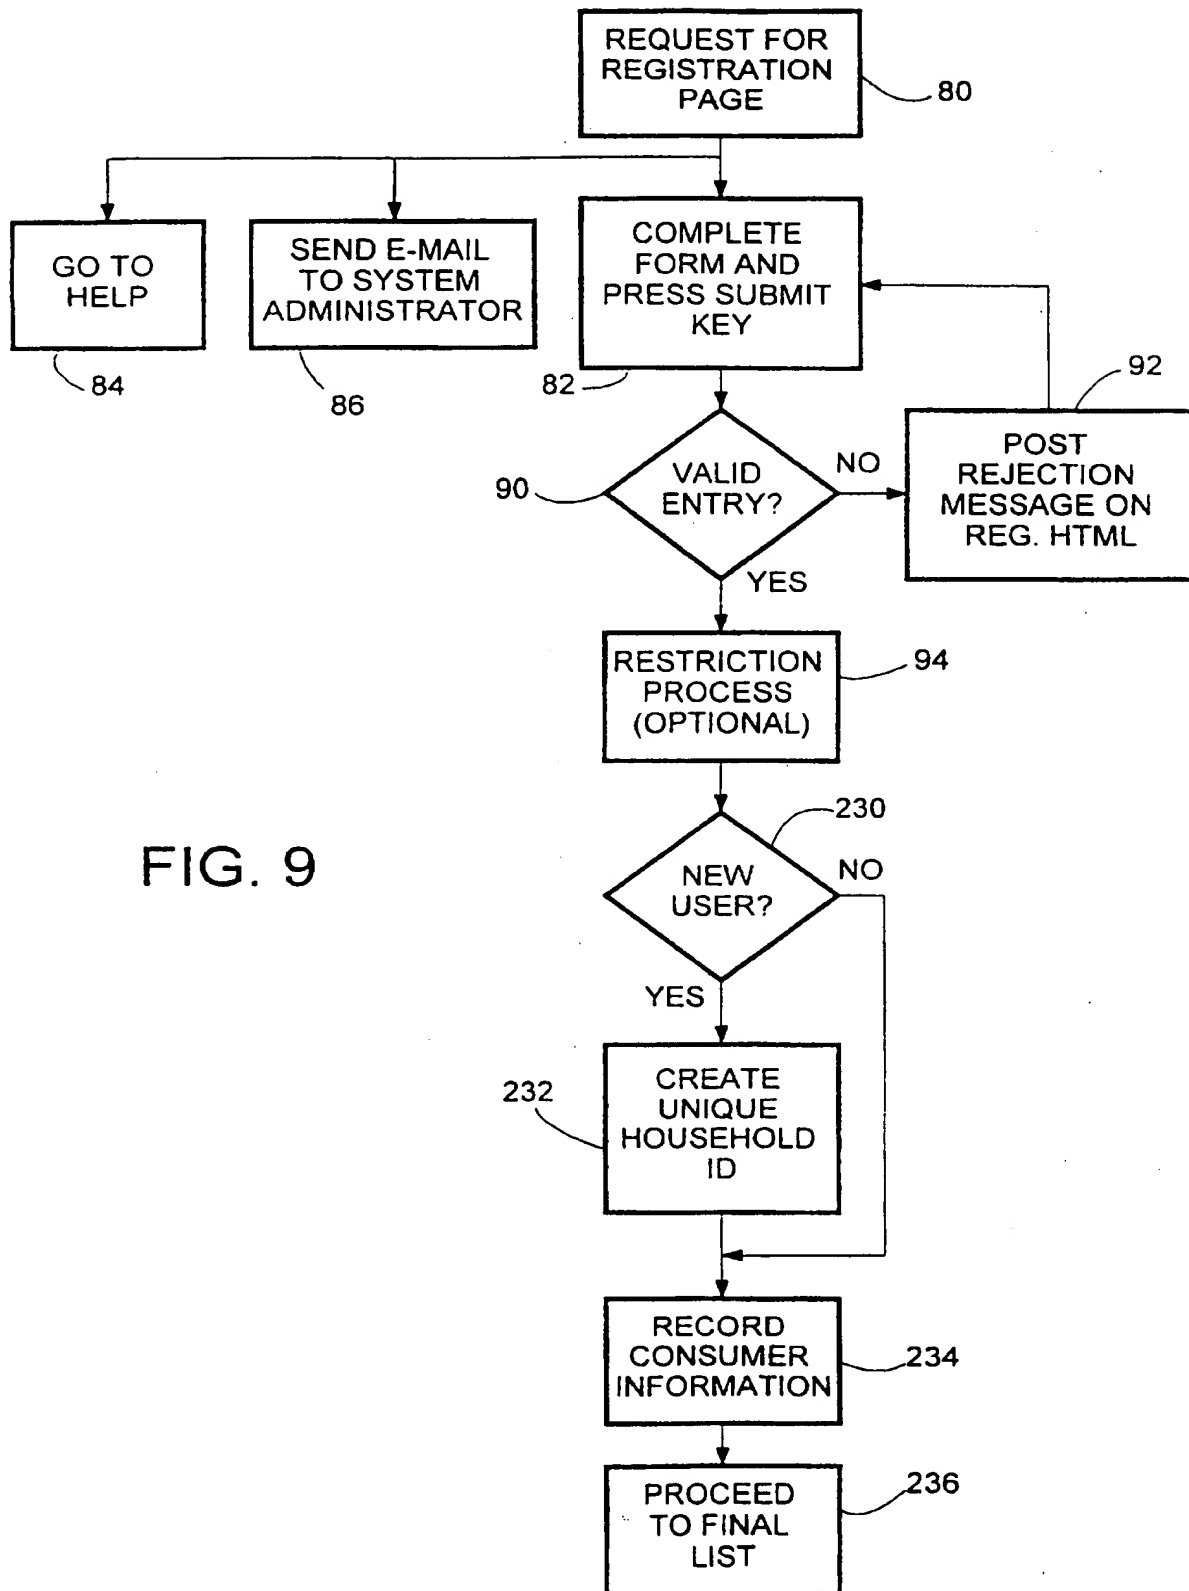 REQUEST FOR
REGISTRATION
PAGE
80
GO TO
HELP
84
SEND E-MAIL
TO SYSTEM
ADMINISTRATOR
86
COMPLETE
FORM AND
PRESS SUBMIT
KEY
82
92
POST
REJECTION
MESSAGE ON
REG. HTML
90
VALID
ENTRY?
NO
YES
RESTRICTION
PROCESS
(OPTIONAL)
94
230
FIG. 9
NEW
USER?
NO
YES
232
CREATE
UNIQUE
HOUSEHOLD
ID
RECORD
CONSUMER
INFORMATION
234
PROCEED
TO FINAL
LIST
236